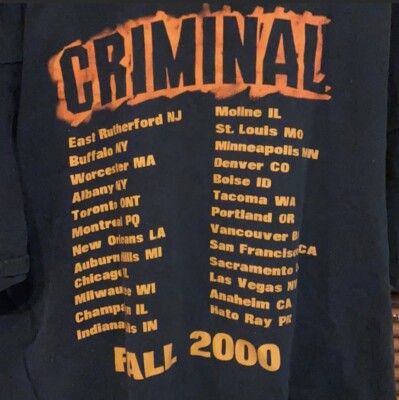 CRIMINAL
East Rutherford NJ
Buffalo NY
Worcester MA
Albany NY
Toronto ONT
Montreal PQ
New Orleans LA
Auburn Hills MI
Chicago IL
Milwaukee WI
Champaign IL
Indianapolis IN
Moline IL
St. Louis MO
Minneapolis MN
Denver CO
Boise ID
Tacoma WA
Portland OR
Vancouver
San Francisco CA
Sacramento
Las Vegas NV
Anaheim CA
Hato Ray PR
FALL 2000